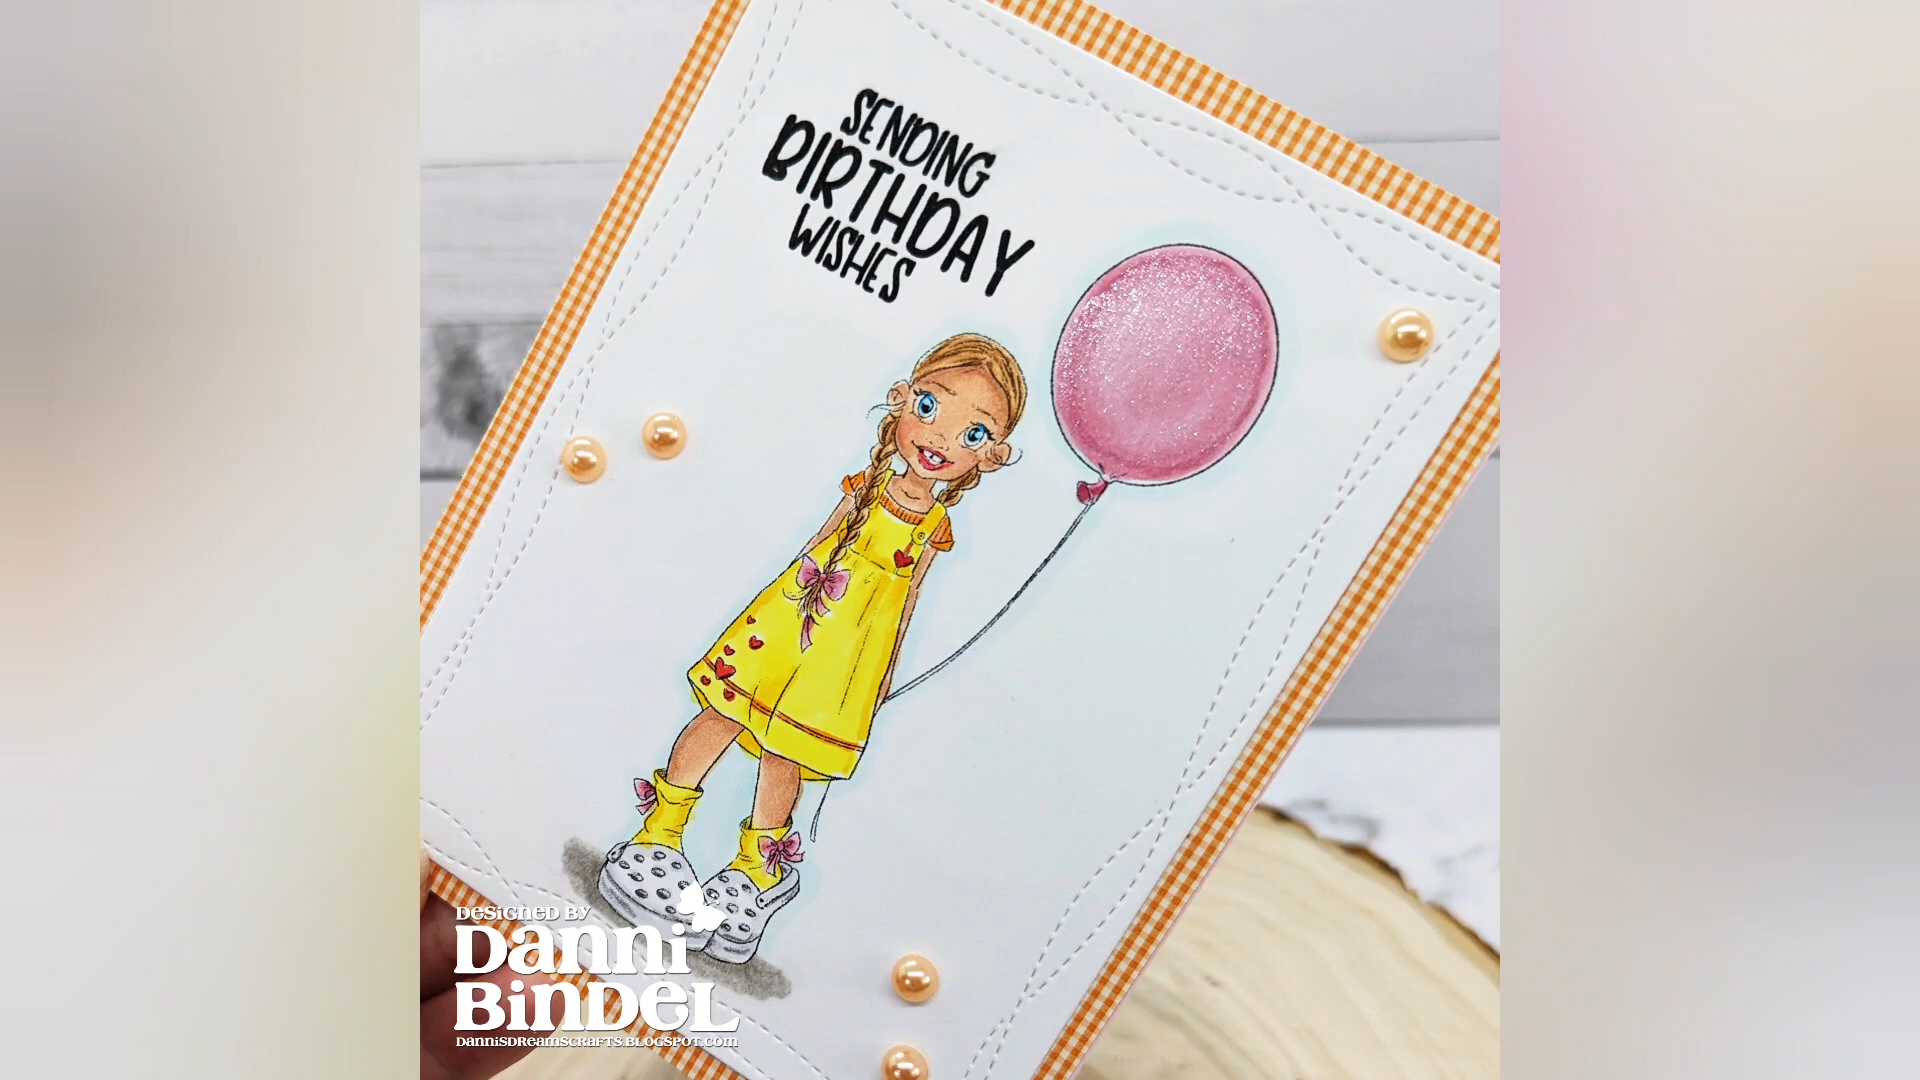 SENDING
BIRTHDAY
WISHES
DESIGNED BY
Danni
BINDEL
DANNISDREAMSCRAFTS.BLOGSPOT.COM